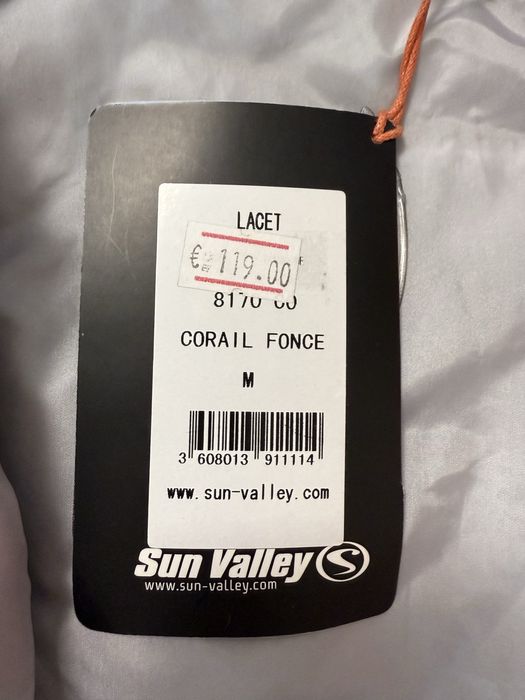 LACET
€ 119.00
8170
CORAIL FONCE
M
3 608013 911114
www.sun-valley.com
Sun Valley S
www.sun-valley.com